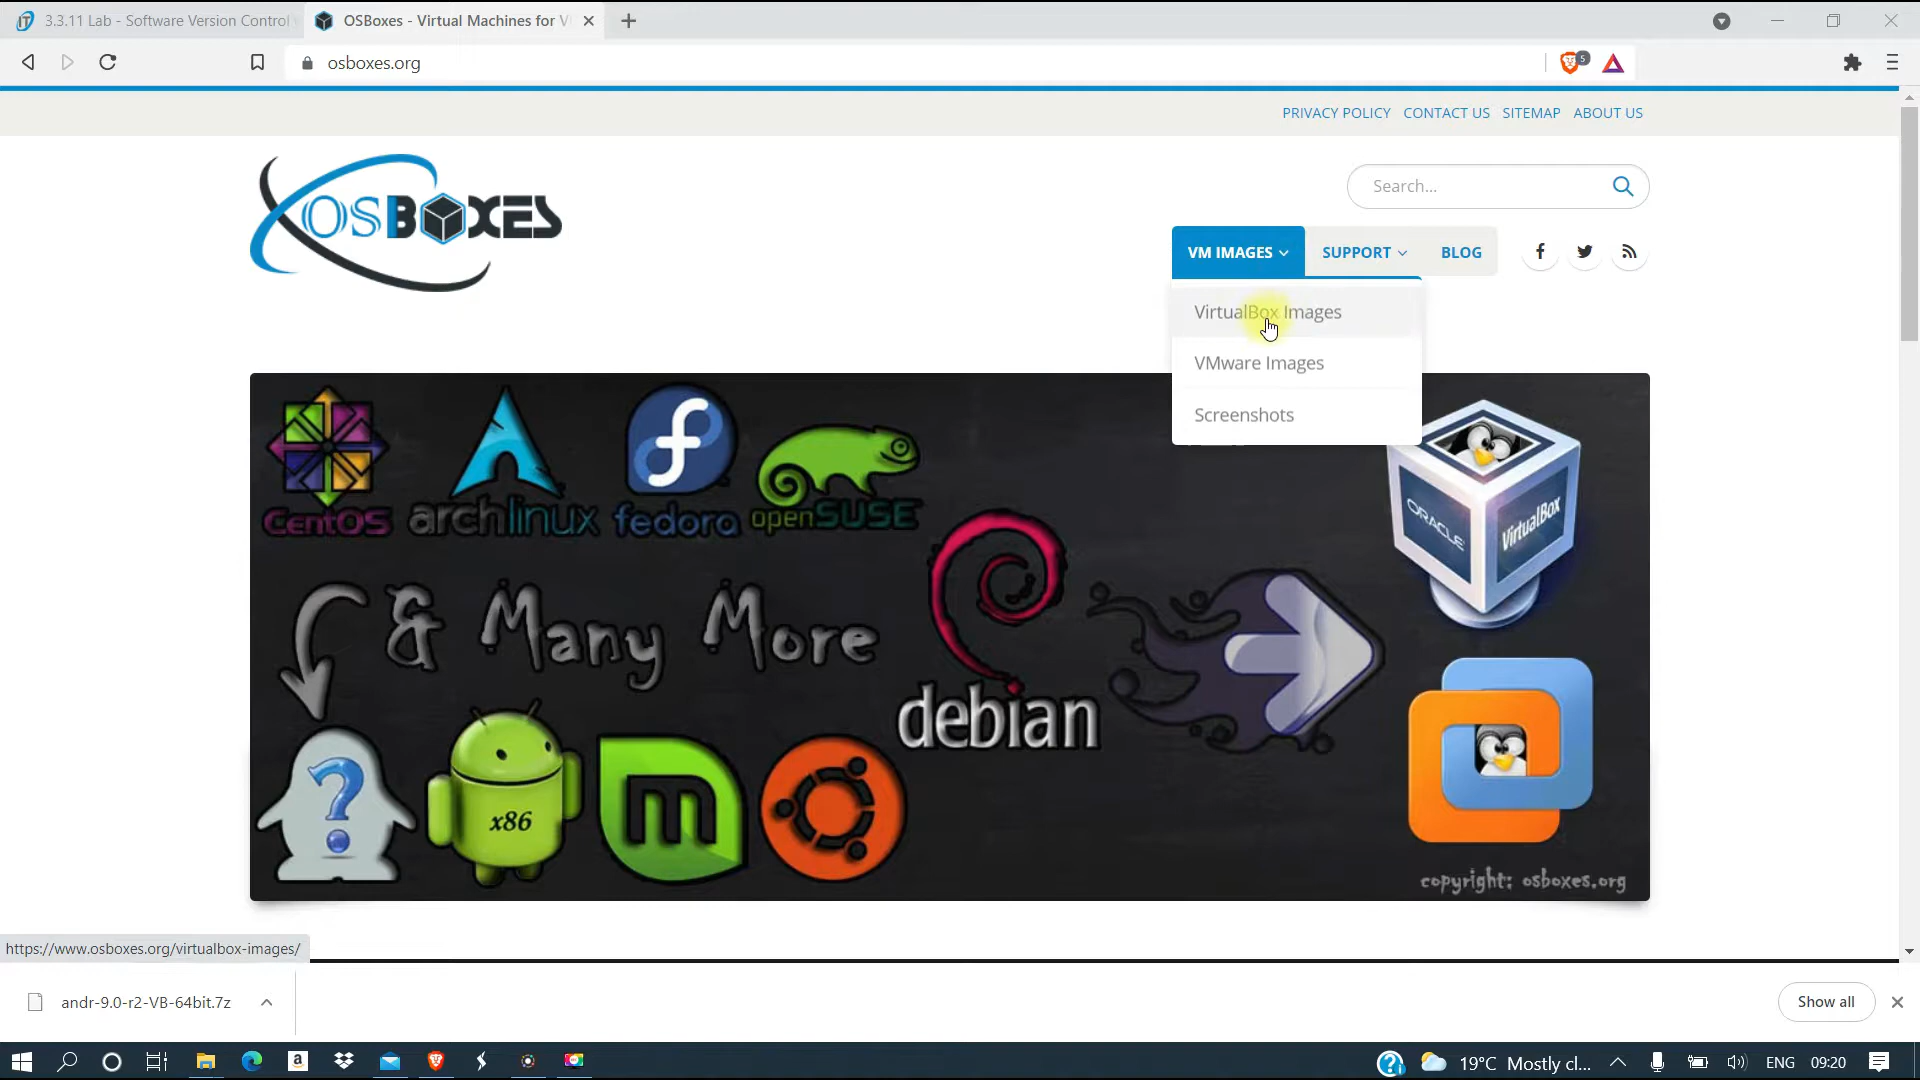 3.3.11 Lab - Software Version Control
OSBoxes - Virtual Machines for V
osboxes.org
5
PRIVACY POLICY CONTACT US SITEMAP ABOUT US
OSBOXES
Search...
VM IMAGES SUPPORT BLOG
VirtualBox Images
VMware Images
Screenshots
CentOS archlinux fedora openSUSE
ORACLE VirtualBox
& Many More
debian
x86
copyright: osboxes.org
https://www.osboxes.org/virtualbox-images/
andr-9.0-r2-VB-64bit.7z
Show all
19°C Mostly cl... ENG 09:20